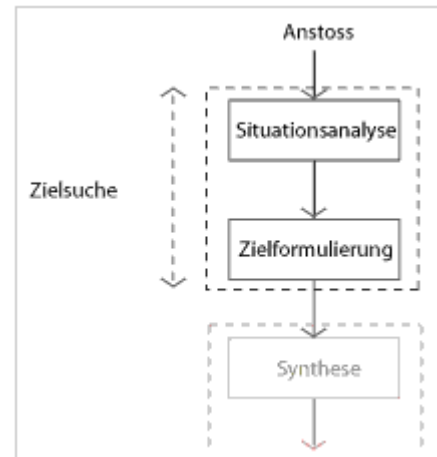 Anstoss
Situationsanalyse
Zielsuche
Zielformulierung
Synthese